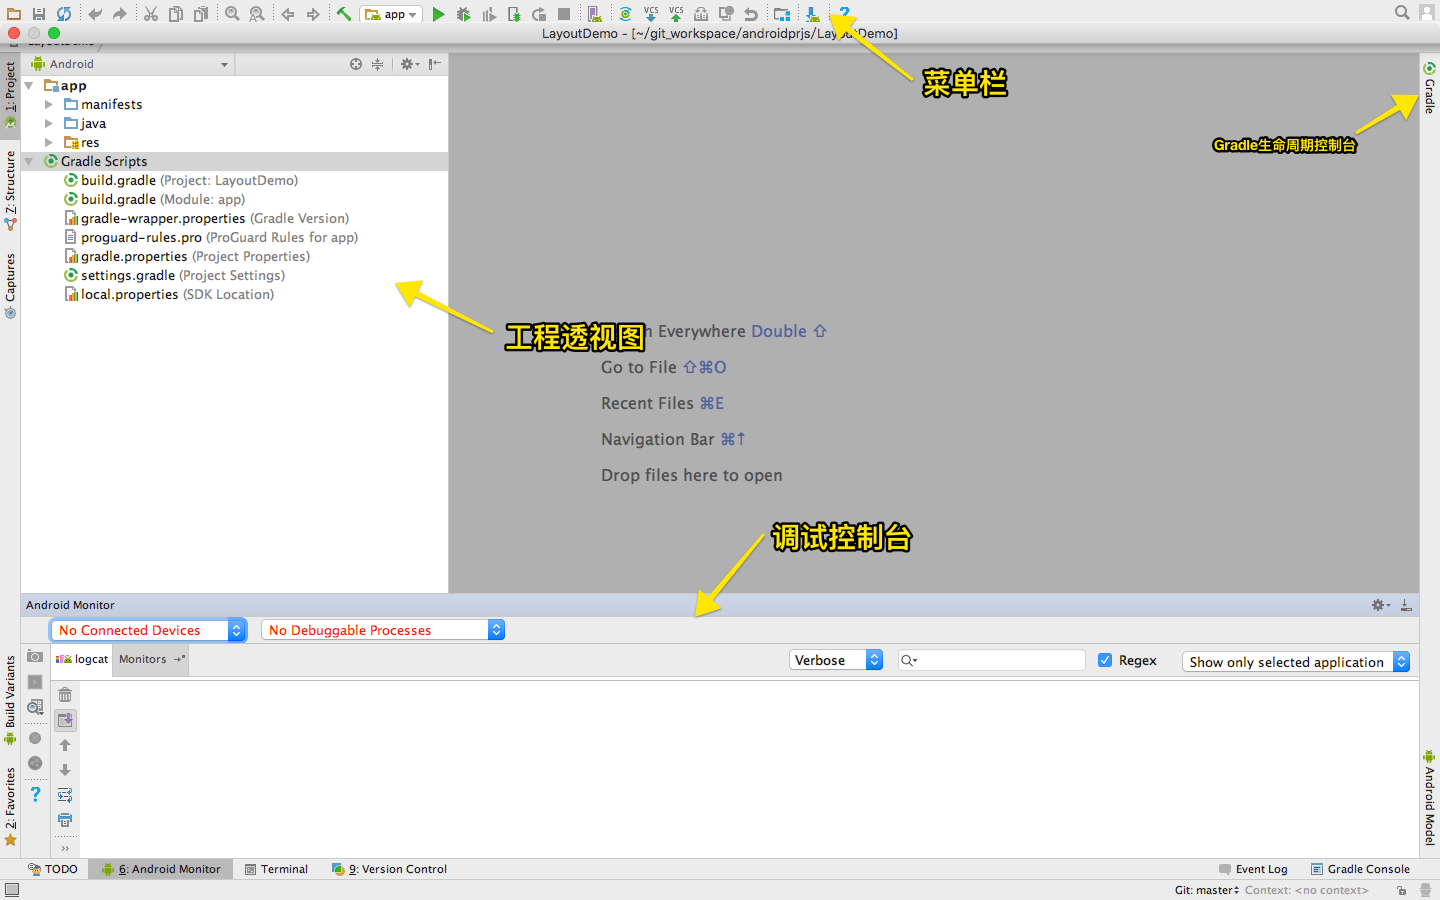 app
VCS
VCS
LayoutDemo - [~/git_workspace/androidprjs/LayoutDemo]
菜单栏
LayoutDemo
Android
1: Project
Z: Structure
Captures
Build Variants
2: Favorites
app
manifests
java
res
Gradle Scripts
build.gradle (Project: LayoutDemo)
build.gradle (Module: app)
gradle-wrapper.properties (Gradle Version)
proguard-rules.pro (ProGuard Rules for app)
gradle.properties (Project Properties)
settings.gradle (Project Settings)
local.properties (SDK Location)
工程透视图
Everywhere Double ⇧
Go to File ⇧⌘O
Recent Files ⌘E
Navigation Bar ⌘↑
Drop files here to open
Gradle
Gradle生命周期控制台
调试控制台
Android Monitor
No Connected Devices
No Debuggable Processes
logcat
Monitors
Verbose
Regex
Show only selected application
Android Model
TODO
6: Android Monitor
Terminal
9: Version Control
Event Log
Gradle Console
Git: master
Context: <no context>